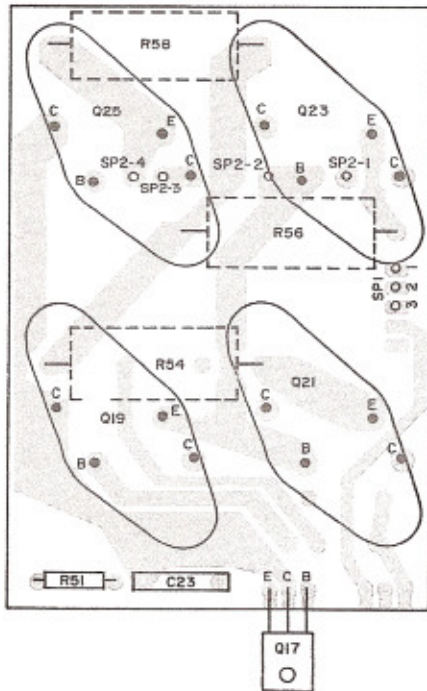 R58
C Q25 E
C Q23 E
SP2-4 SP2-3 C
B
SP2-2 B SP2-1 C
R56
SP1
1
2
3
R54
C Q19 E
C Q21 E
B C
B C
R51 C23
E C B
Q17